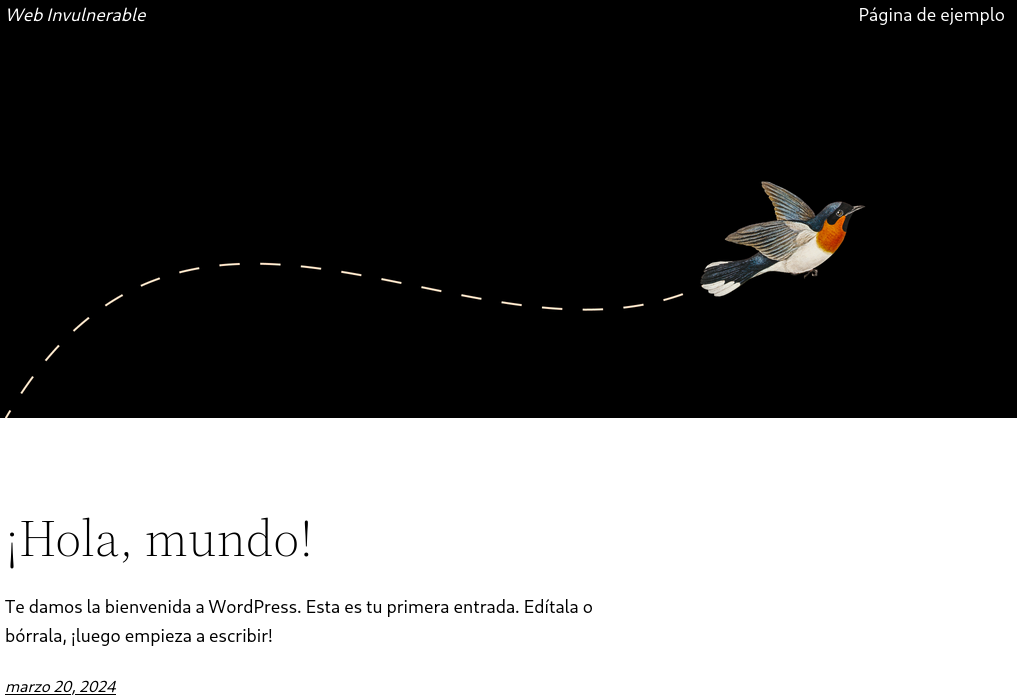 Web Invulnerable
Página de ejemplo
¡Hola, mundo!
Te damos la bienvenida a WordPress. Esta es tu primera entrada. Edítala o
bórrala, ¡luego empieza a escribir!
marzo 20, 2024